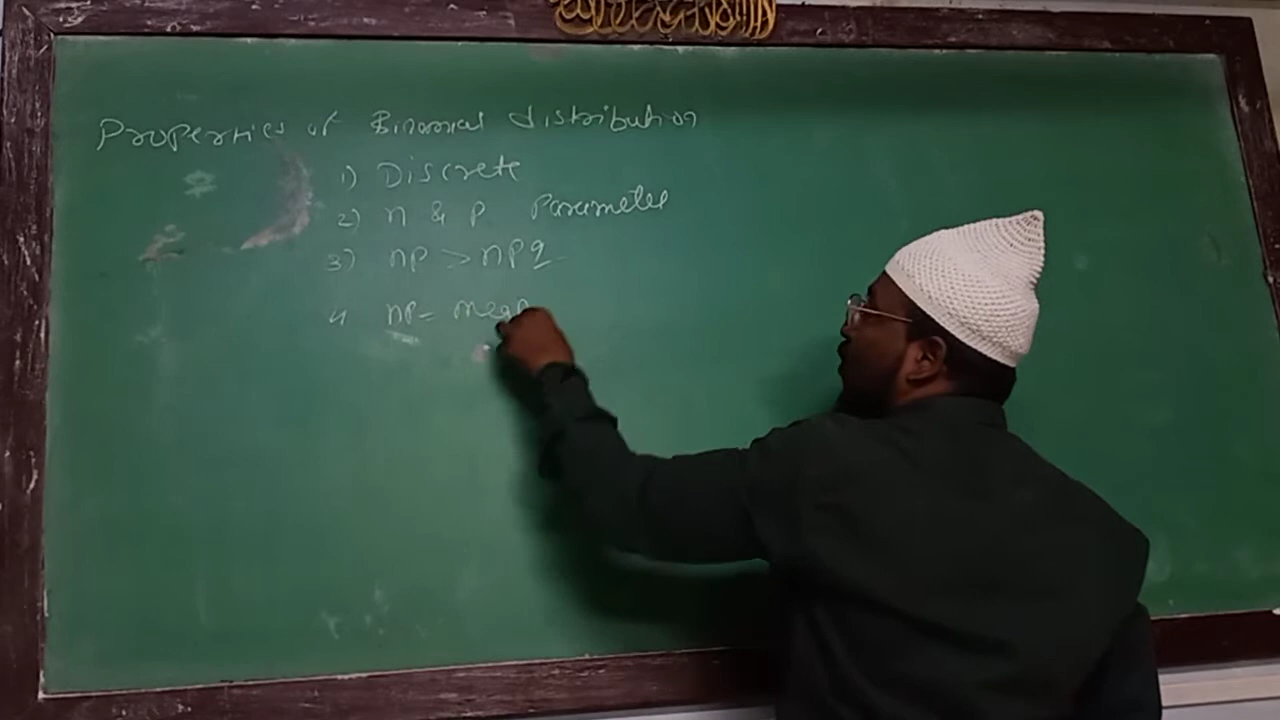 Properties of Binomial distribution
1) Discrete
2) n & p Parameter
3) np > npq
4) np = mean